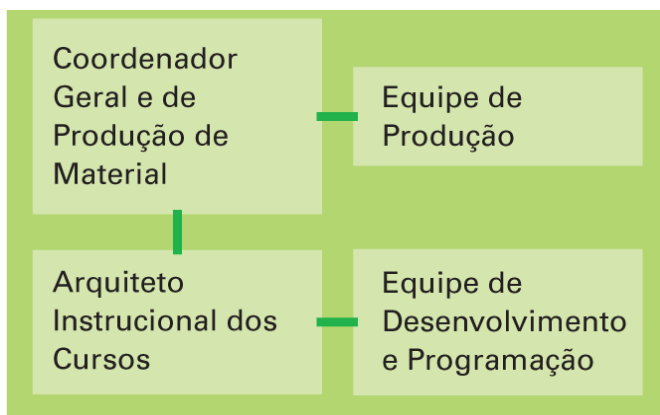 Coordenador
Geral e de
Produção de
Material
Equipe de
Produção
Arquiteto
Instrucional dos
Cursos
Equipe de
Desenvolvimento
e Programação